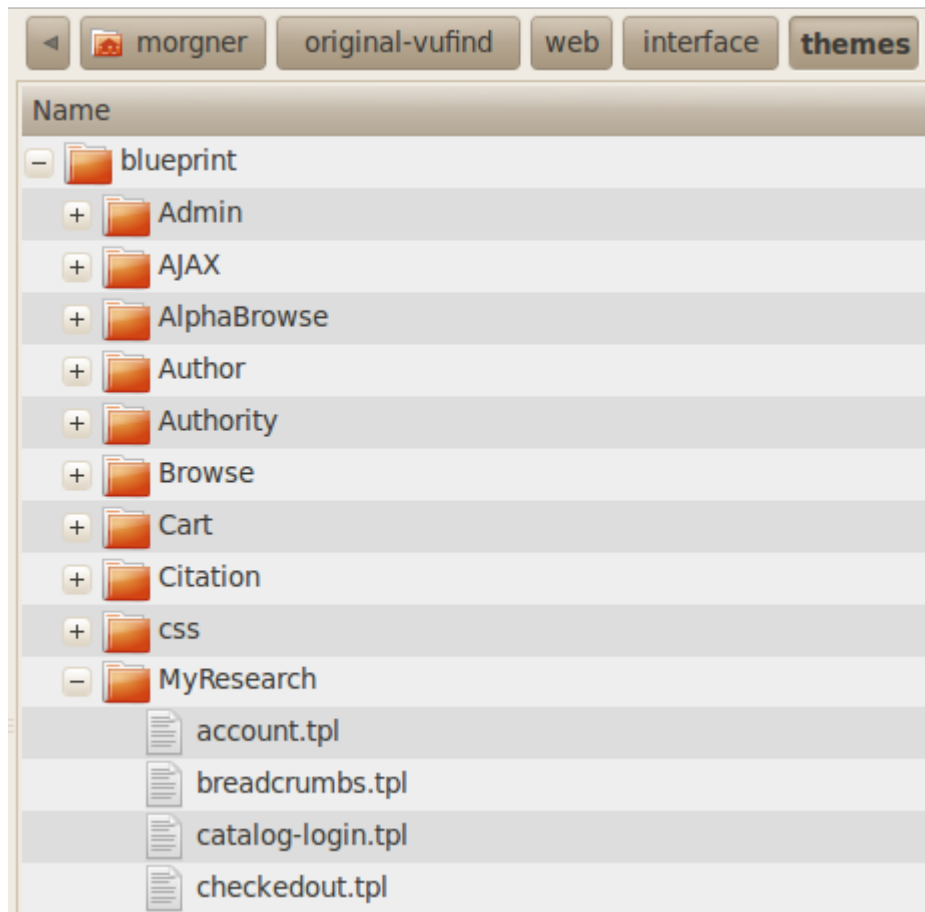 morgner original-vufind web interface themes
Name
blueprint
Admin
AJAX
AlphaBrowse
Author
Authority
Browse
Cart
Citation
css
MyResearch
account.tpl
breadcrumbs.tpl
catalog-login.tpl
checkedout.tpl